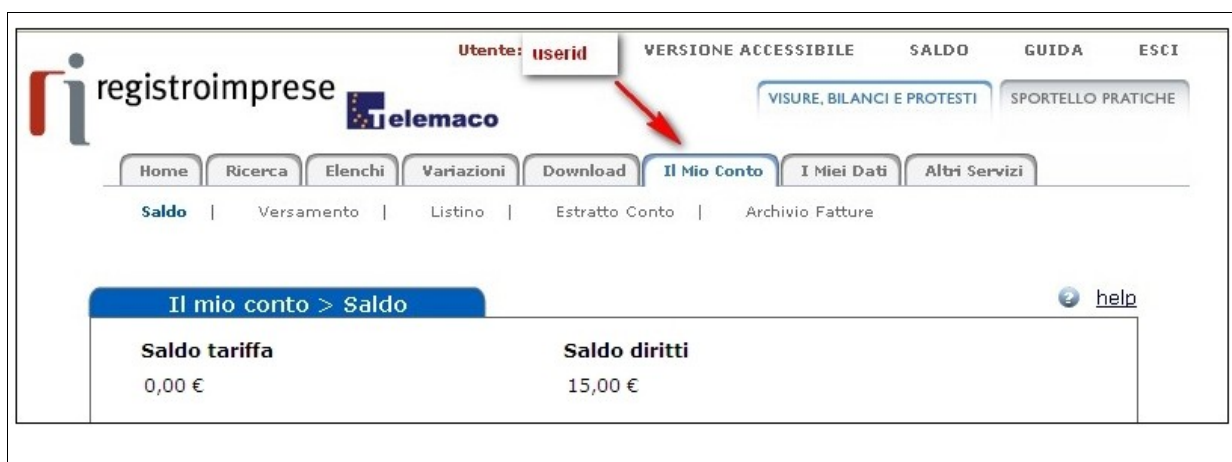 Utente: userid VERSIONE ACCESSIBILE SALDO GUIDA ESCI
registroimprese
Telemaco
VISURE, BILANCI E PROTESTI SPORTELLO PRATICHE
Home Ricerca Elenchi Variazioni Download Il Mio Conto I Miei Dati Altri Servizi
Saldo | Versamento | Listino | Estratto Conto | Archivio Fatture
Il mio conto > Saldo
? help
Saldo tariffa Saldo diritti
0,00 € 15,00 €